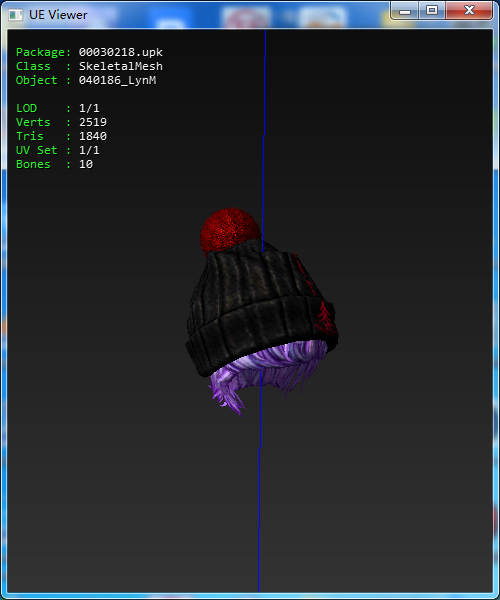 UE Viewer
Package: 00030218.upk
Class : SkeletalMesh
Object : 040186_LynM
LOD : 1/1
Verts : 2519
Tris : 1840
UV Set : 1/1
Bones : 10